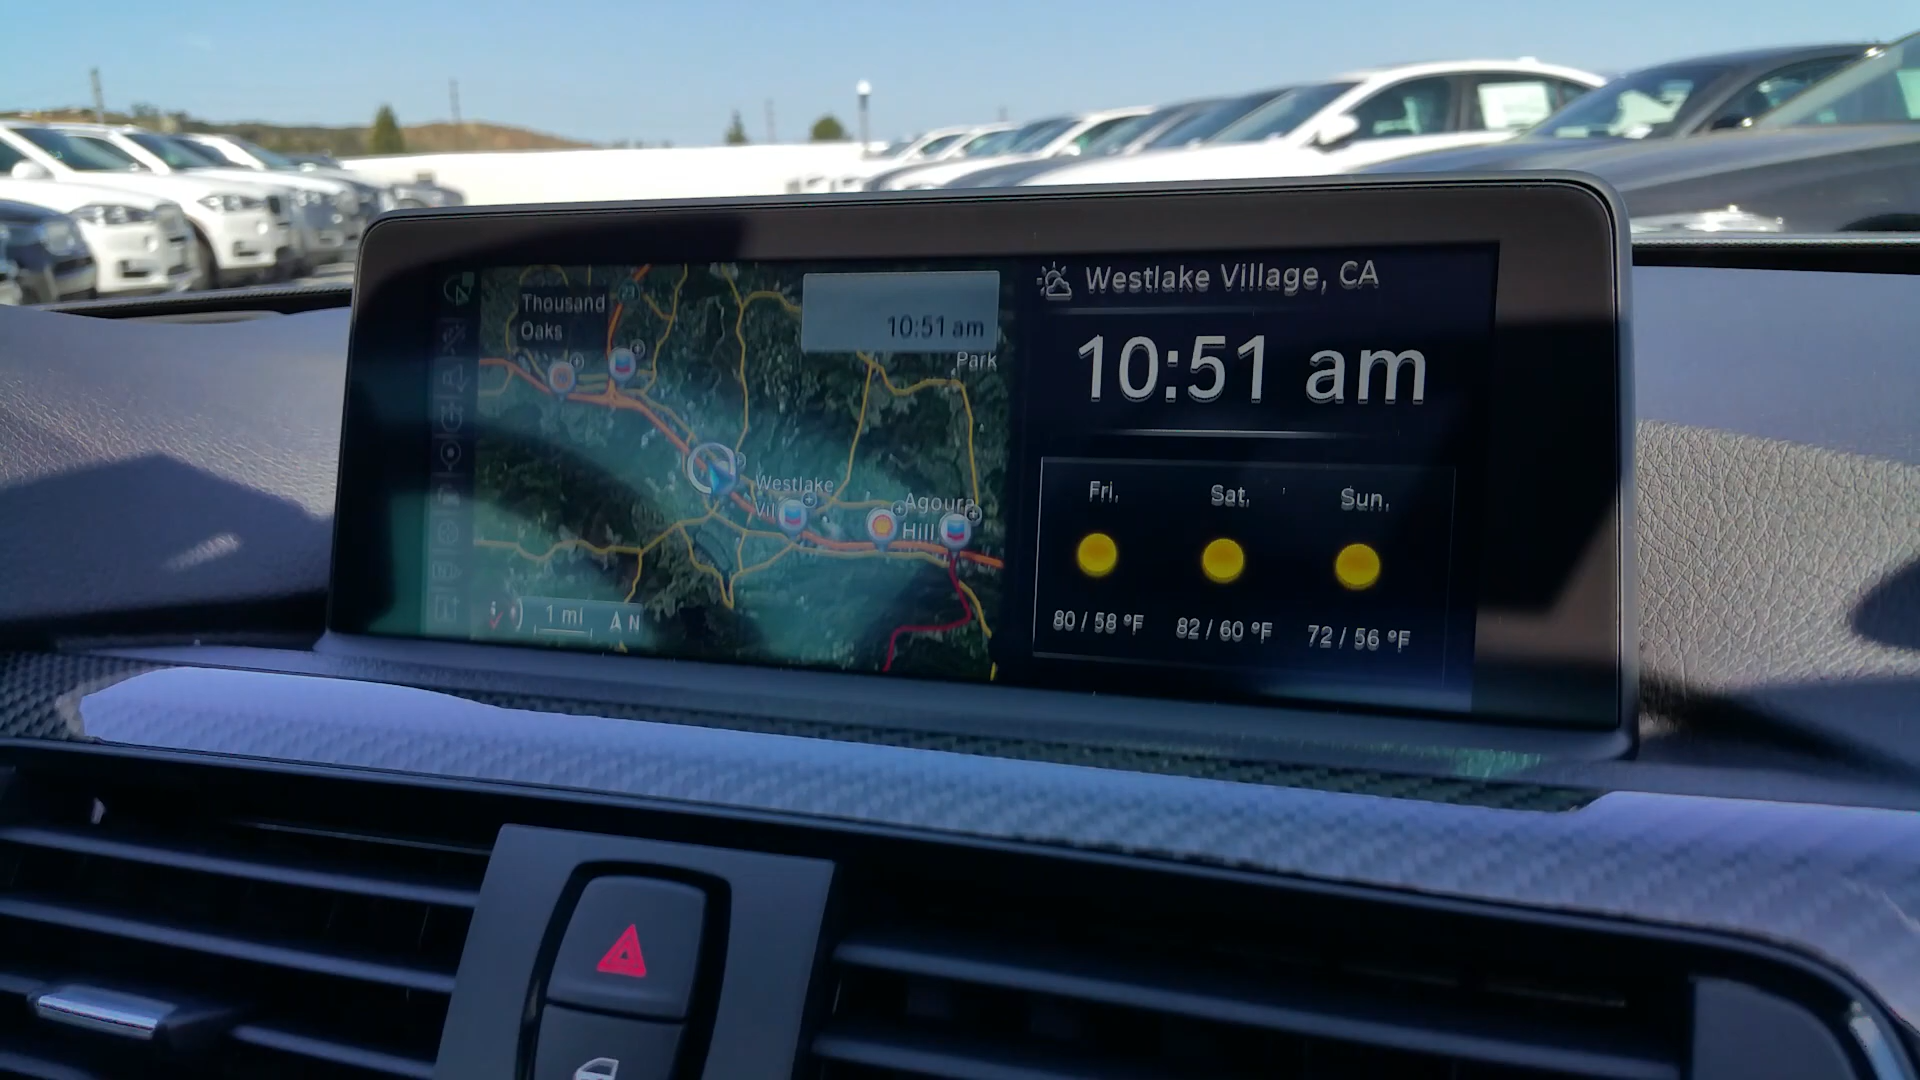 Thousand
Oaks
10:51 am
Park
Westlake
Vil
Agoura
Hill
1 mi
N
Westlake Village, CA
10:51 am
Fri.
Sat.
Sun.
80 / 58 °F
82 / 60 °F
72 / 56 °F